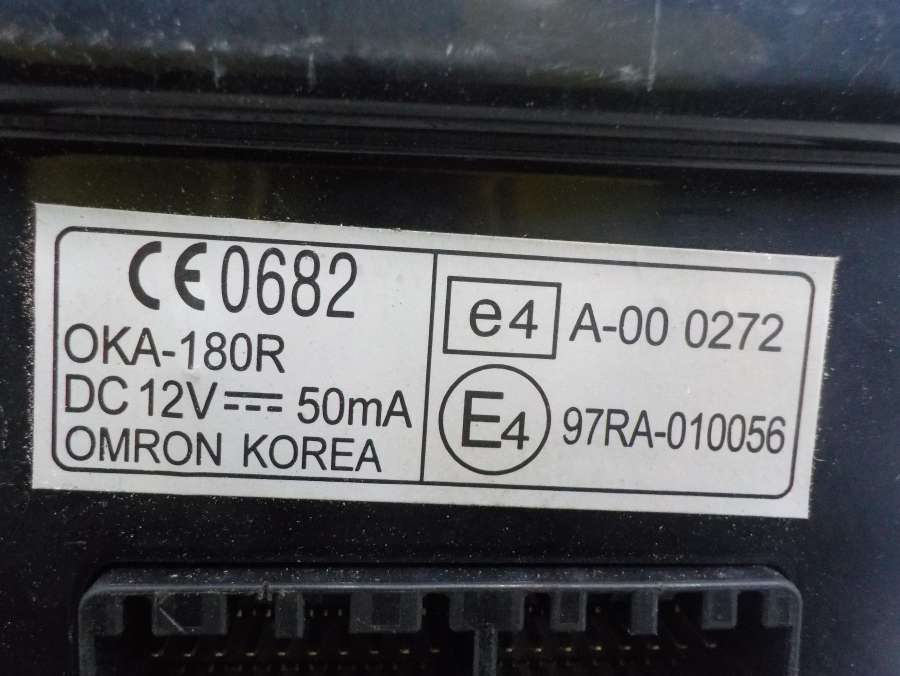 CE0682
OKA-180R
DC 12V⎓ 50mA
OMRON KOREA
e4 A-00 0272
E4 97RA-010056